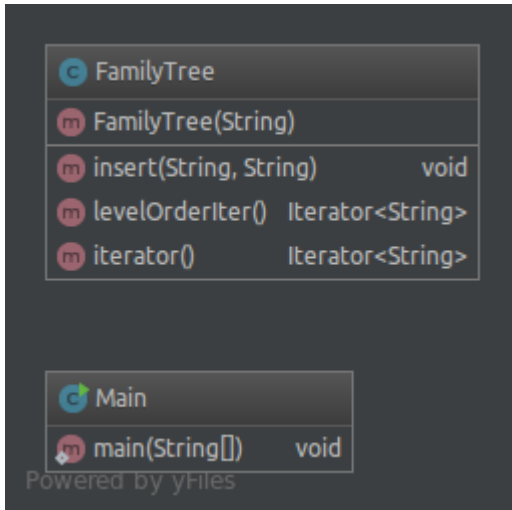 FamilyTree
FamilyTree(String)
insert(String, String) void
levelOrderIter() Iterator<String>
iterator() Iterator<String>
Main
main(String[]) void
Powered by yFiles